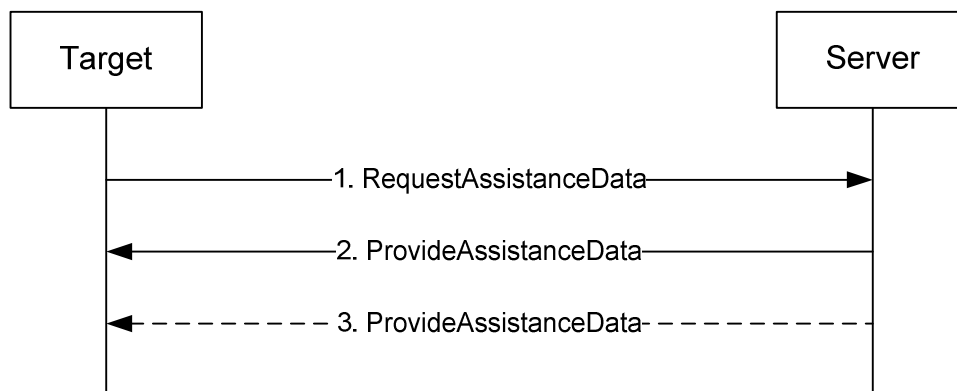 Target
Server
1. RequestAssistanceData
2. ProvideAssistanceData
3. ProvideAssistanceData